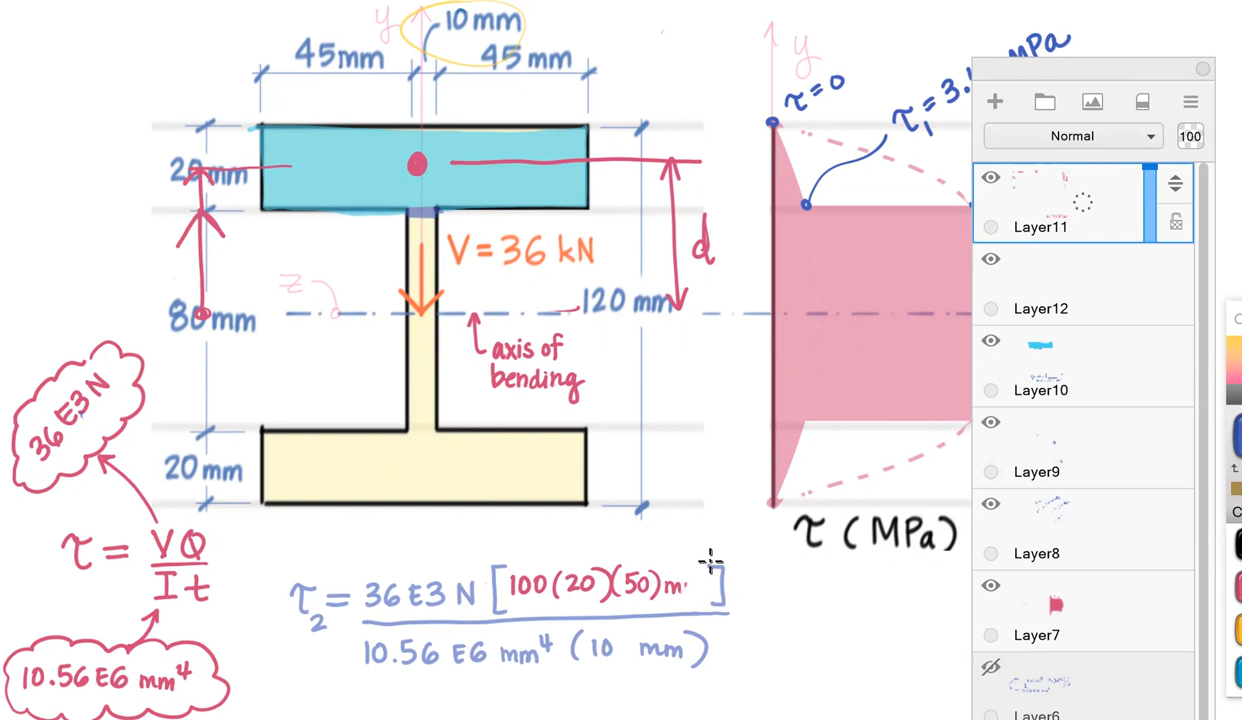 y
10 mm
45 mm
45 mm
y
τ=0
MPa
τ₁ = 3.
20 mm
V = 36 kN
d
z
80 mm
120 mm
axis of
bending
36 E3 N
20 mm
τ = VQ
It
τ (MPa)
τ₂ = 36 E3 N [100(20)(50) m ]
10.56 E6 mm⁴ (10 mm)
10.56 E6 mm⁴
Normal
100
Layer11
Layer12
Layer10
Layer9
Layer8
Layer7
Layer6